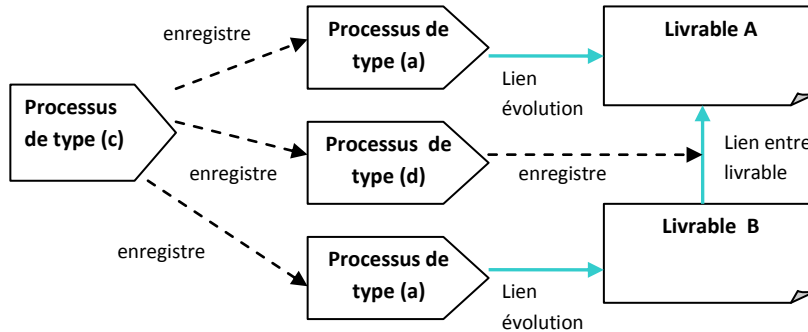 enregistre
Processus de
type (a)
Lien
évolution
Livrable A
Processus
de type (c)
enregistre
Processus de
type (d)
enregistre
Lien entre
livrable
enregistre
Processus de
type (a)
Lien
évolution
Livrable B